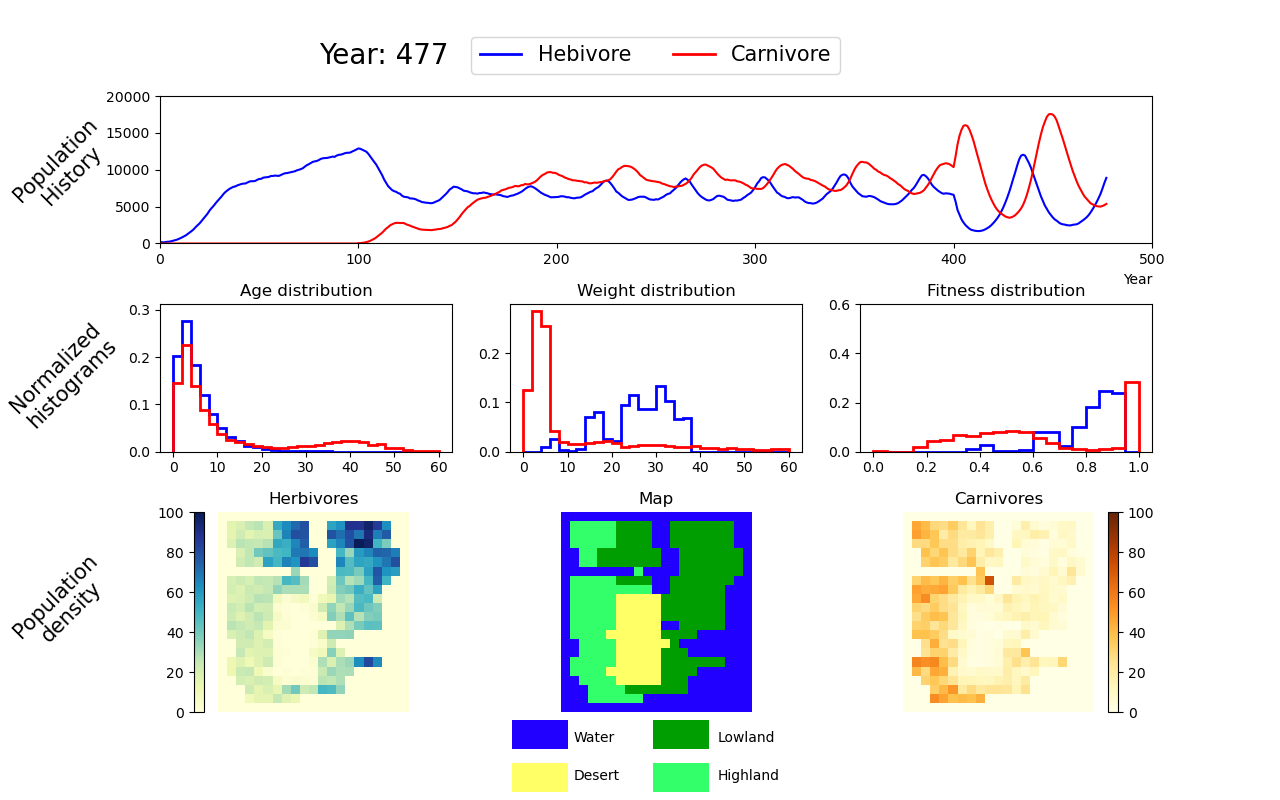 Year: 477
Hebivore
Carnivore
Population
History
20000
15000
10000
5000
0
0 100 200 300 400 500
Year
Normalized
histograms
Age distribution
0.3
0.2
0.1
0.0
0 10 20 30 40 50 60
Weight distribution
0.2
0.1
0.0
0 10 20 30 40 50 60
Fitness distribution
0.6
0.4
0.2
0.0
0.0 0.2 0.4 0.6 0.8 1.0
Population
density
Herbivores
100
80
60
40
20
0
Map
Carnivores
100
80
60
40
20
0
Water
Lowland
Desert
Highland